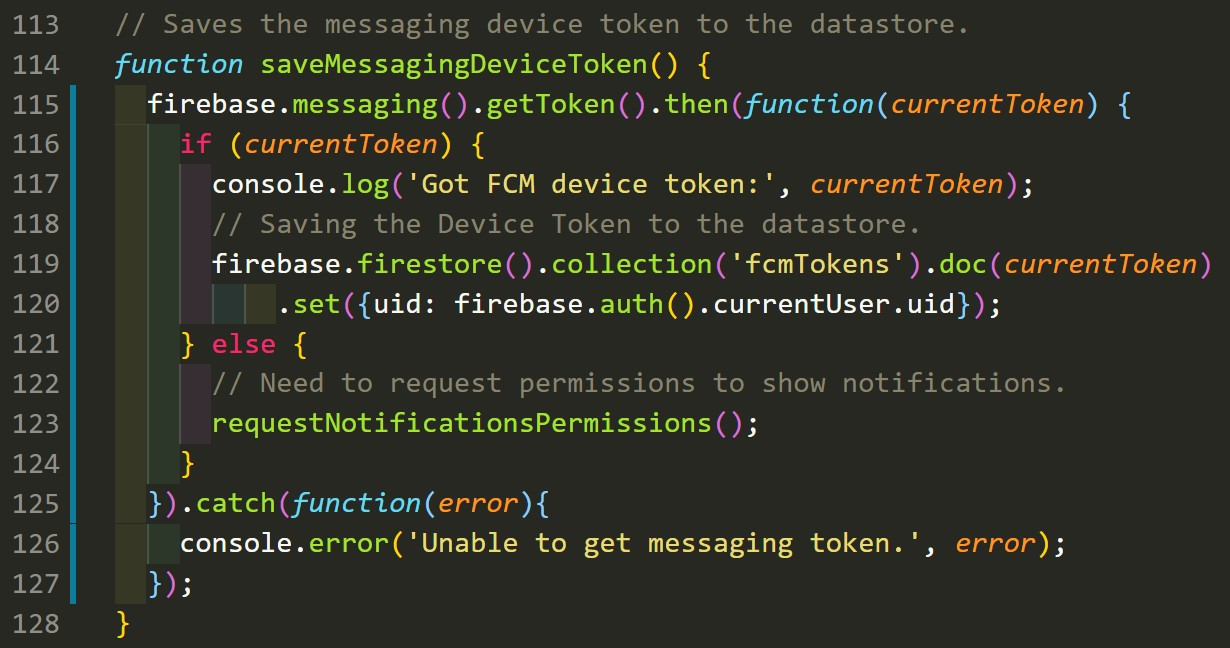 113 // Saves the messaging device token to the datastore.
114 function saveMessagingDeviceToken() {
115   firebase.messaging().getToken().then(function(currentToken) {
116     if (currentToken) {
117       console.log('Got FCM device token:', currentToken);
118       // Saving the Device Token to the datastore.
119       firebase.firestore().collection('fcmTokens').doc(currentToken)
120           .set({uid: firebase.auth().currentUser.uid});
121     } else {
122       // Need to request permissions to show notifications.
123       requestNotificationsPermissions();
124     }
125   }).catch(function(error){
126     console.error('Unable to get messaging token.', error);
127   });
128 }